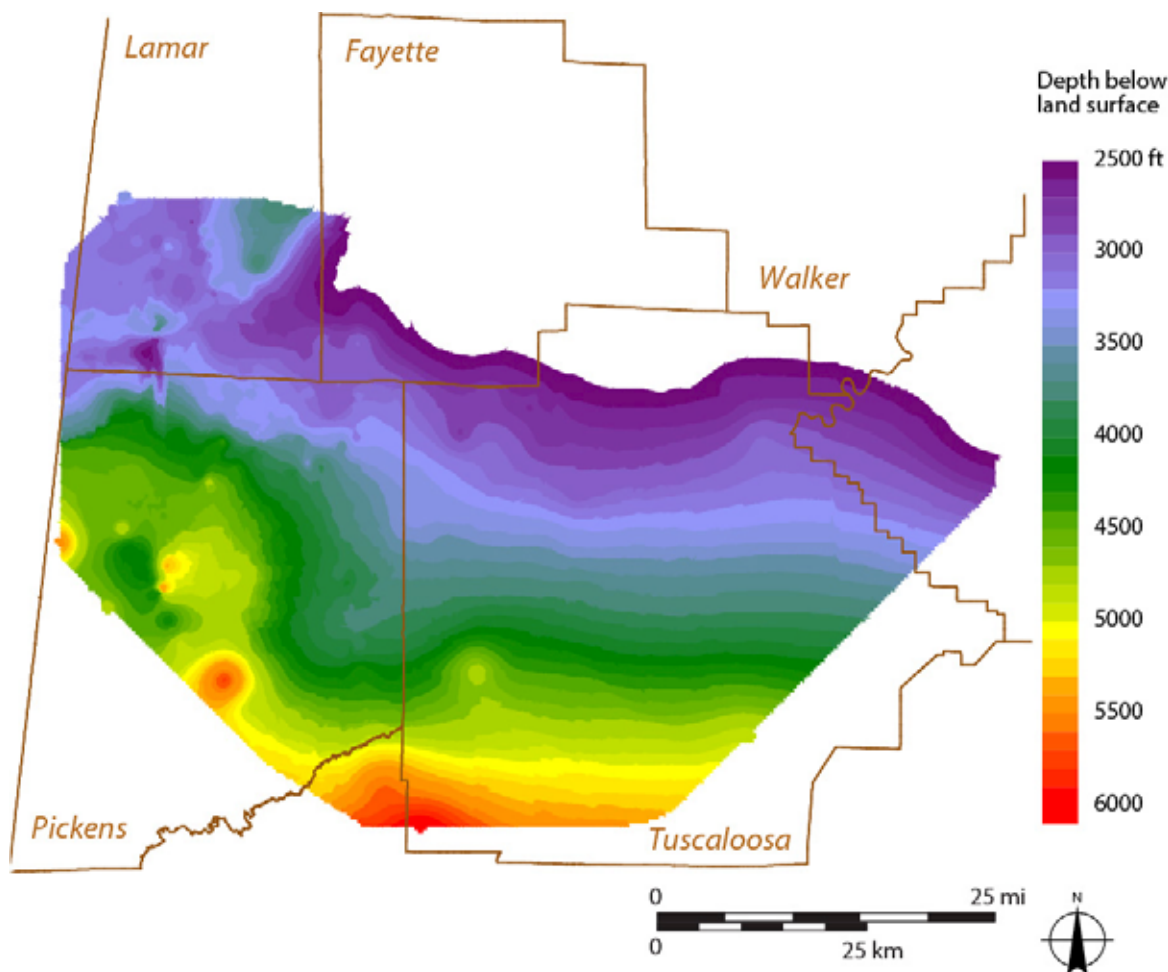 Lamar
Fayette
Depth below
land surface
2500 ft
3000
Walker
3500
4000
4500
5000
5500
6000
Pickens
Tuscaloosa
0 25 mi
0 25 km
N